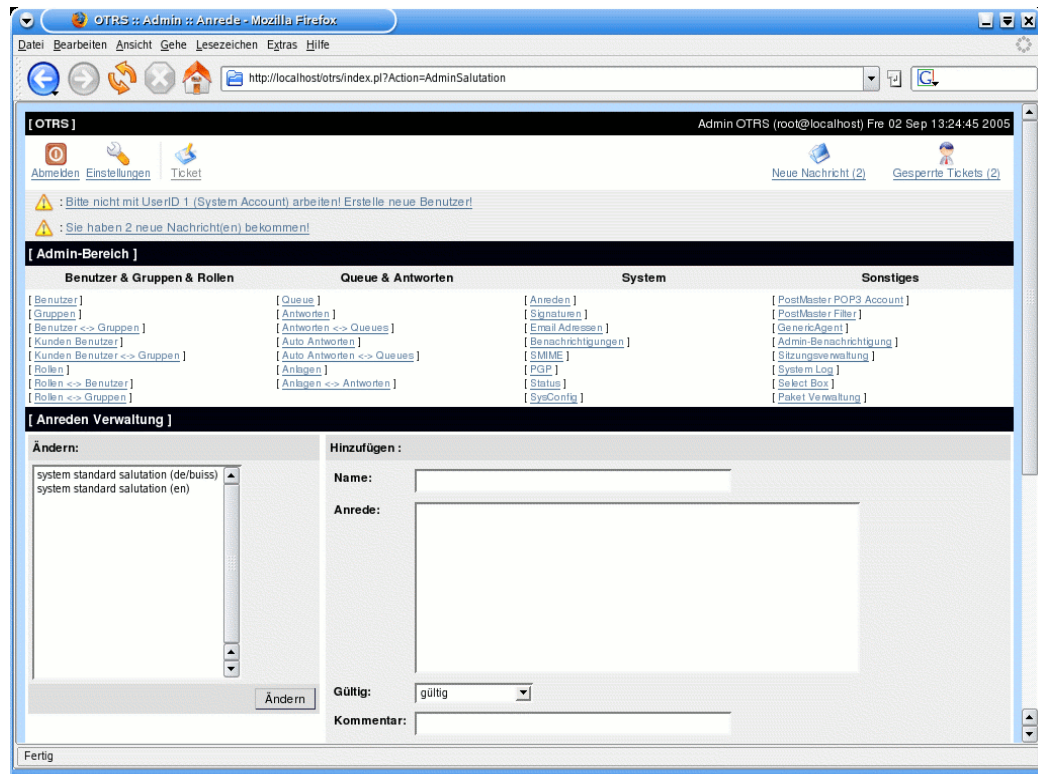 OTRS :: Admin :: Anrede - Mozilla Firefox
Datei Bearbeiten Ansicht Gehe Lesezeichen Extras Hilfe
http://localhost/otrs/index.pl?Action=AdminSalutation
[ OTRS ] Admin OTRS (root@localhost) Fre 02 Sep 13:24:45 2005
Abmelden Einstellungen Ticket Neue Nachricht (2) Gesperrte Tickets (2)
: Bitte nicht mit UserID 1 (System Account) arbeiten! Erstelle neue Benutzer!
: Sie haben 2 neue Nachricht(en) bekommen!
[ Admin-Bereich ]
Benutzer & Gruppen & Rollen Queue & Antworten System Sonstiges
[ Benutzer ] [ Queue ] [ Anreden ] [ PostMaster POP3 Account ]
[ Gruppen ] [ Antworten ] [ Signaturen ] [ PostMaster Filter ]
[ Benutzer <-> Gruppen ] [ Antworten <-> Queues ] [ Email Adressen ] [ GenericAgent ]
[ Kunden Benutzer ] [ Auto Antworten ] [ Benachrichtigungen ] [ Admin-Benachrichtigung ]
[ Kunden Benutzer <-> Gruppen ] [ Auto Antworten <-> Queues ] [ SMIME ] [ Sitzungsverwaltung ]
[ Rollen ] [ Anlagen ] [ PGP ] [ System Log ]
[ Rollen <-> Benutzer ] [ Anlagen <-> Antworten ] [ Status ] [ Select Box ]
[ Rollen <-> Gruppen ] [ SysConfig ] [ Paket Verwaltung ]
[ Anreden Verwaltung ]
Ändern: Hinzufügen :
system standard salutation (de/buiss)
system standard salutation (en)
Ändern
Name:
Anrede:
Gültig: gültig
Kommentar:
Fertig